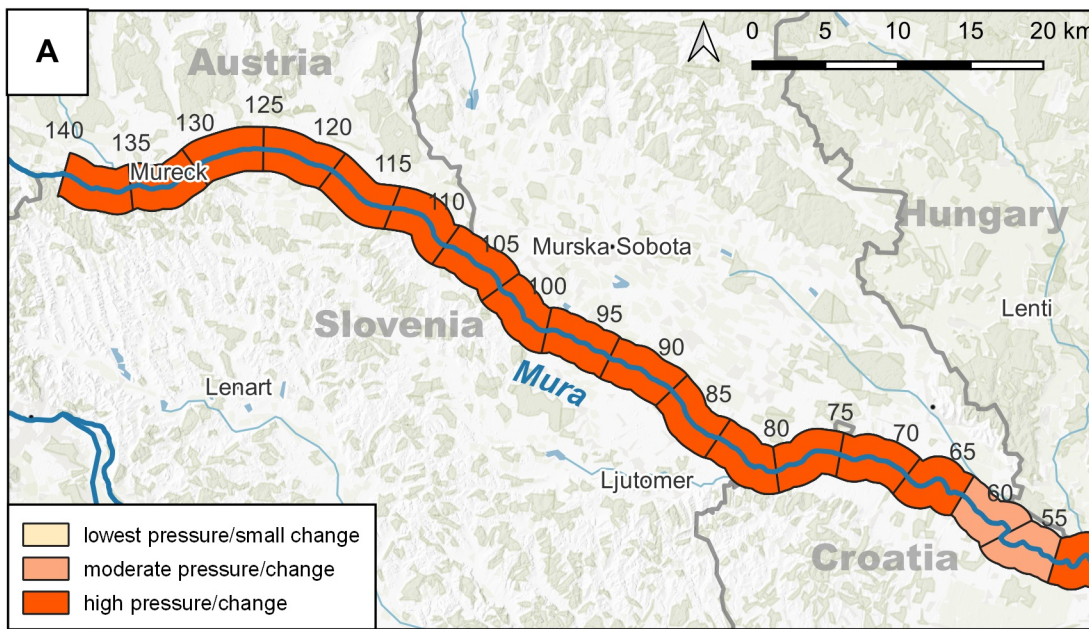 A
Austria
0 5 10 15 20 km
140
135
130
125
120
115
110
105
100
95
90
85
80
75
70
65
60
55
Mureck
Murska Sobota
Hungary
Lenti
Slovenia
Lenart
Mura
Ljutomer
Croatia
lowest pressure/small change
moderate pressure/change
high pressure/change